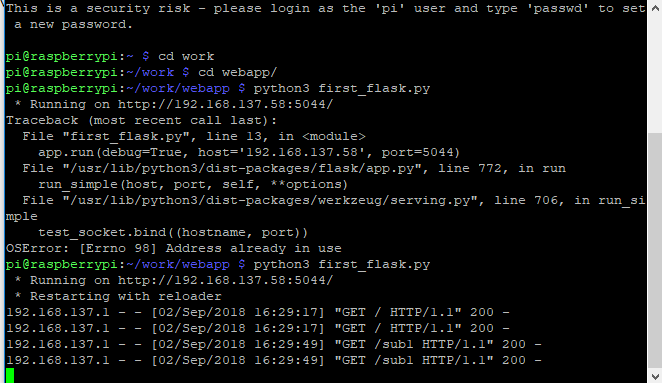 This is a security risk - please login as the 'pi' user and type 'passwd' to set
 a new password.
pi@raspberrypi:~ $ cd work
pi@raspberrypi:~/work $ cd webapp/
pi@raspberrypi:~/work/webapp $ python3 first_flask.py
 * Running on http://192.168.137.58:5044/
Traceback (most recent call last):
  File "first_flask.py", line 13, in <module>
    app.run(debug=True, host='192.168.137.58', port=5044)
  File "/usr/lib/python3/dist-packages/flask/app.py", line 772, in run
    run_simple(host, port, self, **options)
  File "/usr/lib/python3/dist-packages/werkzeug/serving.py", line 706, in run_si
mple
    test_socket.bind((hostname, port))
OSError: [Errno 98] Address already in use
pi@raspberrypi:~/work/webapp $ python3 first_flask.py
 * Running on http://192.168.137.58:5044/
 * Restarting with reloader
192.168.137.1 - - [02/Sep/2018 16:29:17] "GET / HTTP/1.1" 200 -
192.168.137.1 - - [02/Sep/2018 16:29:17] "GET / HTTP/1.1" 200 -
192.168.137.1 - - [02/Sep/2018 16:29:49] "GET /sub1 HTTP/1.1" 200 -
192.168.137.1 - - [02/Sep/2018 16:29:49] "GET /sub1 HTTP/1.1" 200 -